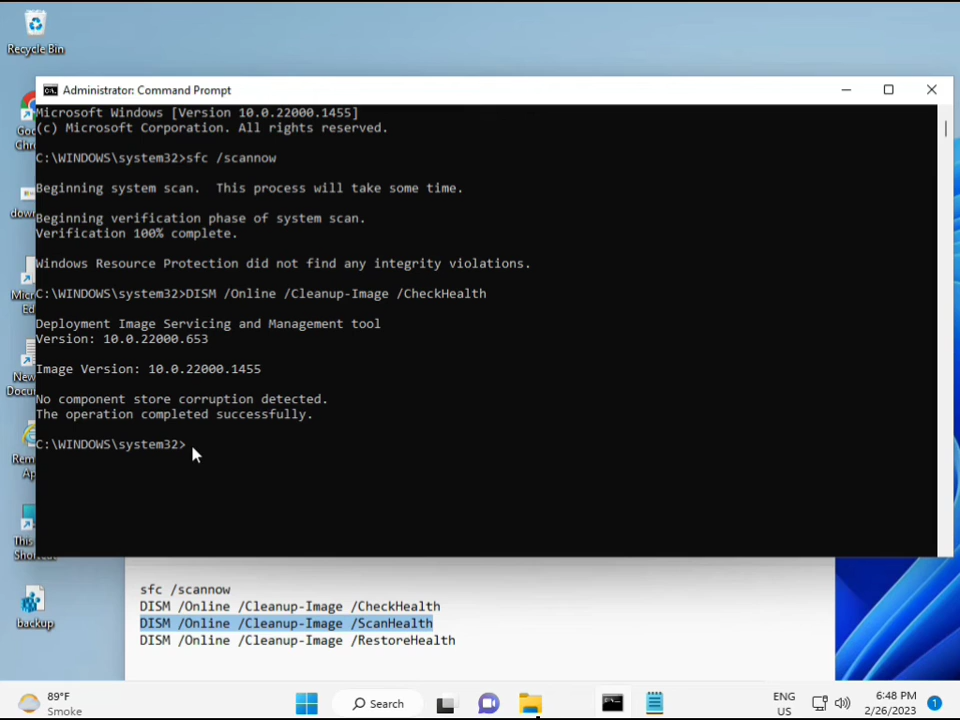 Recycle Bin
Administrator: Command Prompt
Microsoft Windows [Version 10.0.22000.1455]
(c) Microsoft Corporation. All rights reserved.
C:\WINDOWS\system32>sfc /scannow
Beginning system scan.  This process will take some time.
Beginning verification phase of system scan.
Verification 100% complete.
Windows Resource Protection did not find any integrity violations.
C:\WINDOWS\system32>DISM /Online /Cleanup-Image /CheckHealth
Deployment Image Servicing and Management tool
Version: 10.0.22000.653
Image Version: 10.0.22000.1455
No component store corruption detected.
The operation completed successfully.
C:\WINDOWS\system32>
backup
sfc /scannow
DISM /Online /Cleanup-Image /CheckHealth
DISM /Online /Cleanup-Image /ScanHealth
DISM /Online /Cleanup-Image /RestoreHealth
89°F
Smoke
Search
ENG
US
6:48 PM
2/26/2023
1